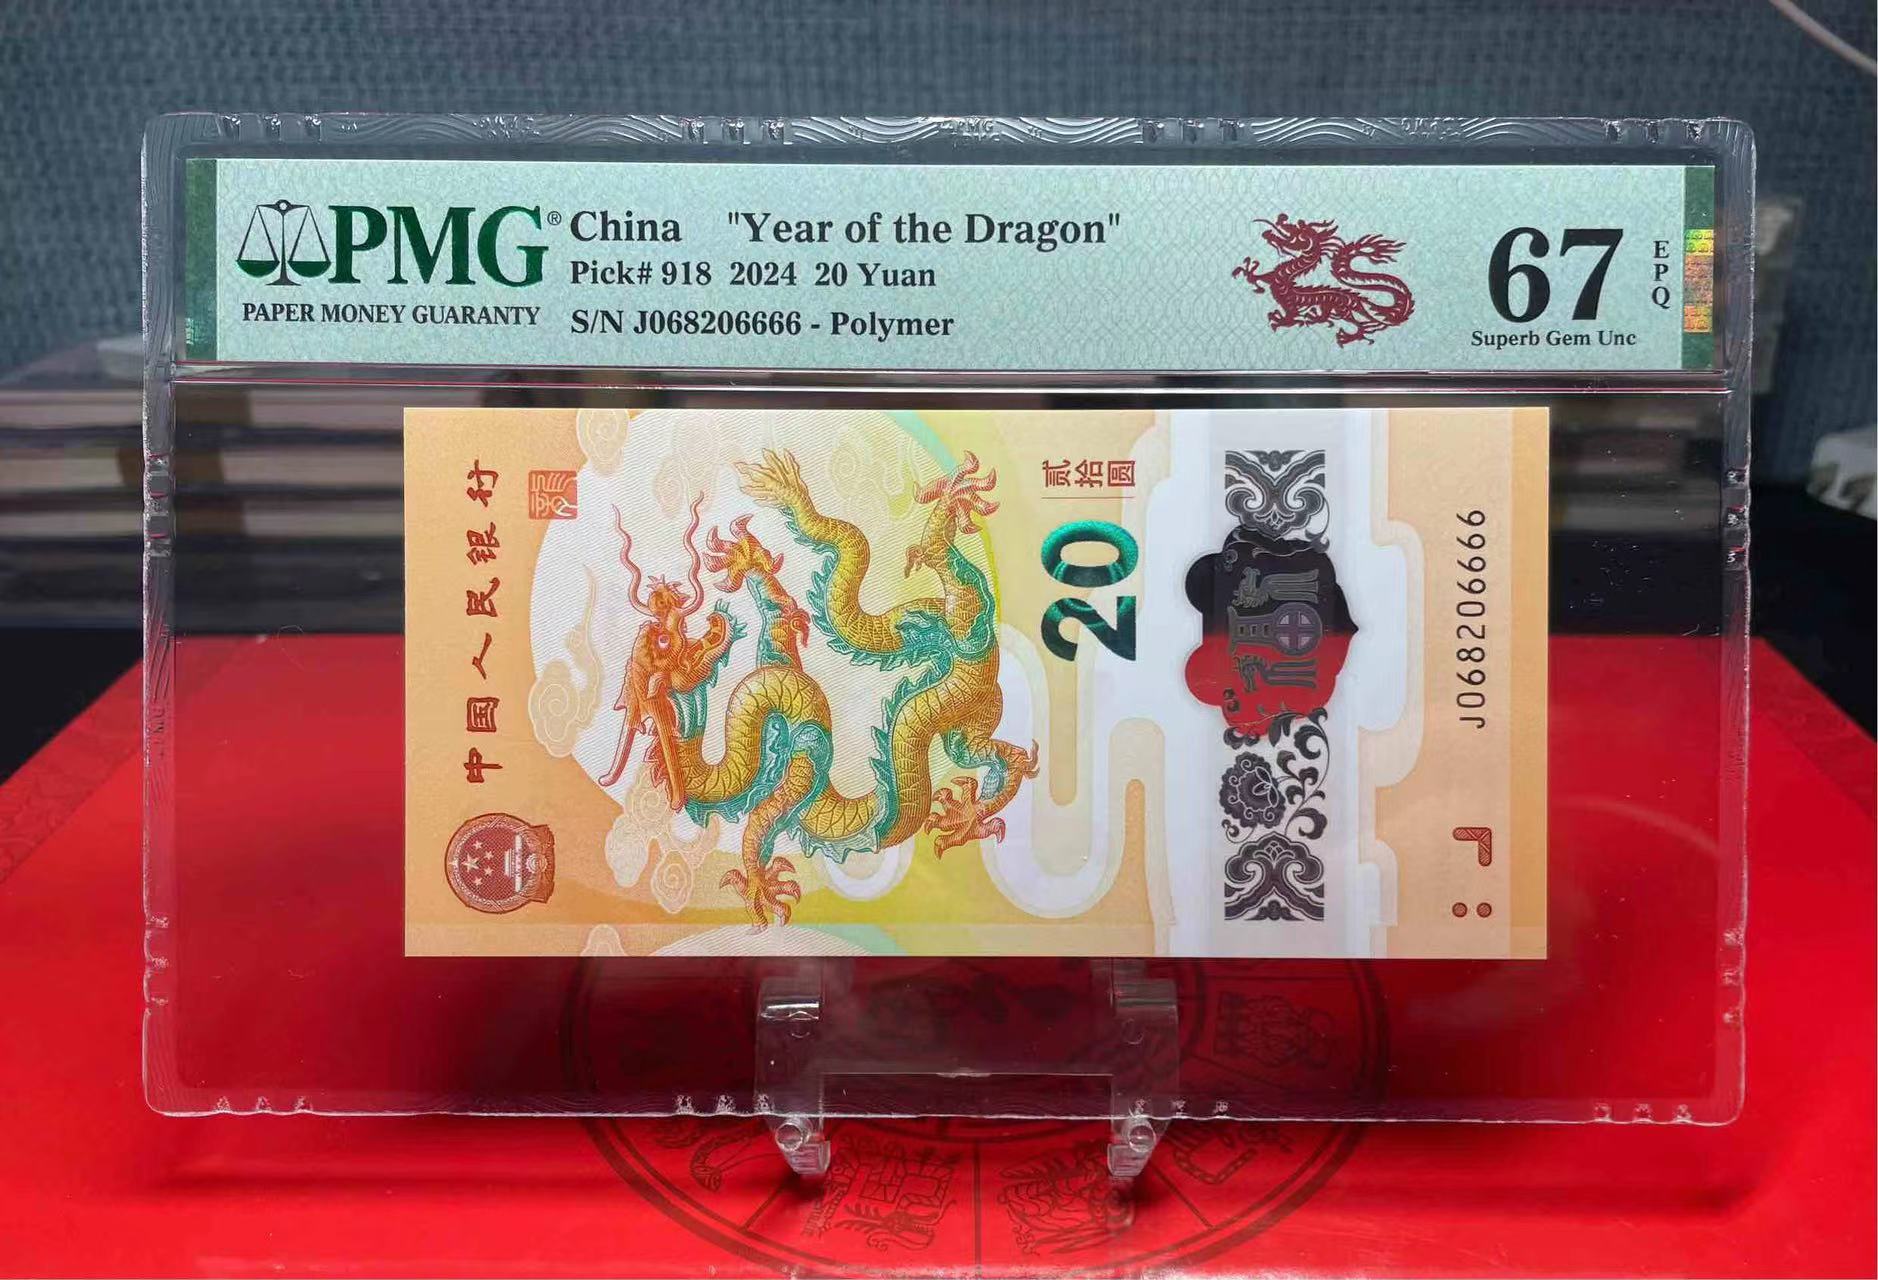 PMG® China "Year of the Dragon"
Pick# 918 2024 20 Yuan
PAPER MONEY GUARANTY
S/N J068206666 - Polymer
67
EPQ
Superb Gem Unc
中国人民银行
贰拾圆
20
J068206666